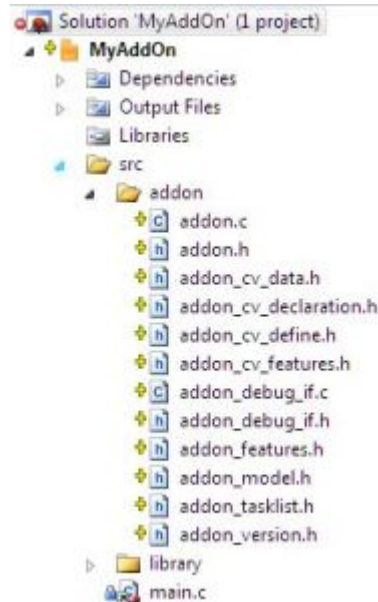 Solution 'MyAddOn' (1 project)
MyAddOn
Dependencies
Output Files
Libraries
src
addon
addon.c
addon.h
addon_cv_data.h
addon_cv_declaration.h
addon_cv_define.h
addon_cv_features.h
addon_debug_if.c
addon_debug_if.h
addon_features.h
addon_model.h
addon_tasklist.h
addon_version.h
library
main.c